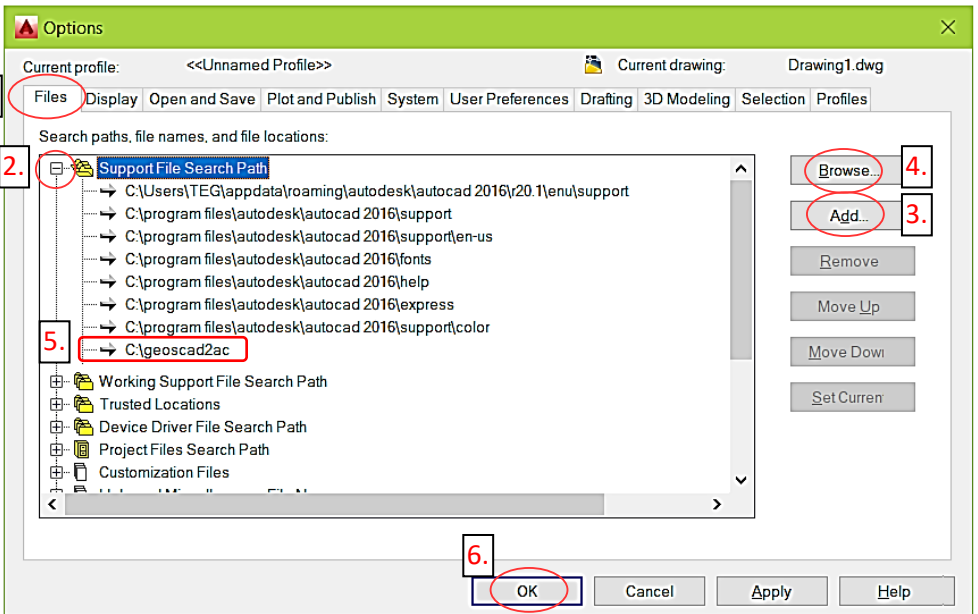 Options
Current profile: <<Unnamed Profile>> Current drawing: Drawing1.dwg
Files Display Open and Save Plot and Publish System User Preferences Drafting 3D Modeling Selection Profiles
Search paths, file names, and file locations:
2. Support File Search Path
Browse... 4.
C:\Users\TEG\appdata\roaming\autodesk\autocad 2016\r20.1\enu\support
C:\program files\autodesk\autocad 2016\support
Add... 3.
C:\program files\autodesk\autocad 2016\support\en-us
C:\program files\autodesk\autocad 2016\fonts
Remove
C:\program files\autodesk\autocad 2016\help
C:\program files\autodesk\autocad 2016\express
Move Up
C:\program files\autodesk\autocad 2016\support\color
5. C:\geoscad2ac
Move Dow
Working Support File Search Path
Trusted Locations
Set Curren
Device Driver File Search Path
Project Files Search Path
Customization Files
6.
OK Cancel Apply Help